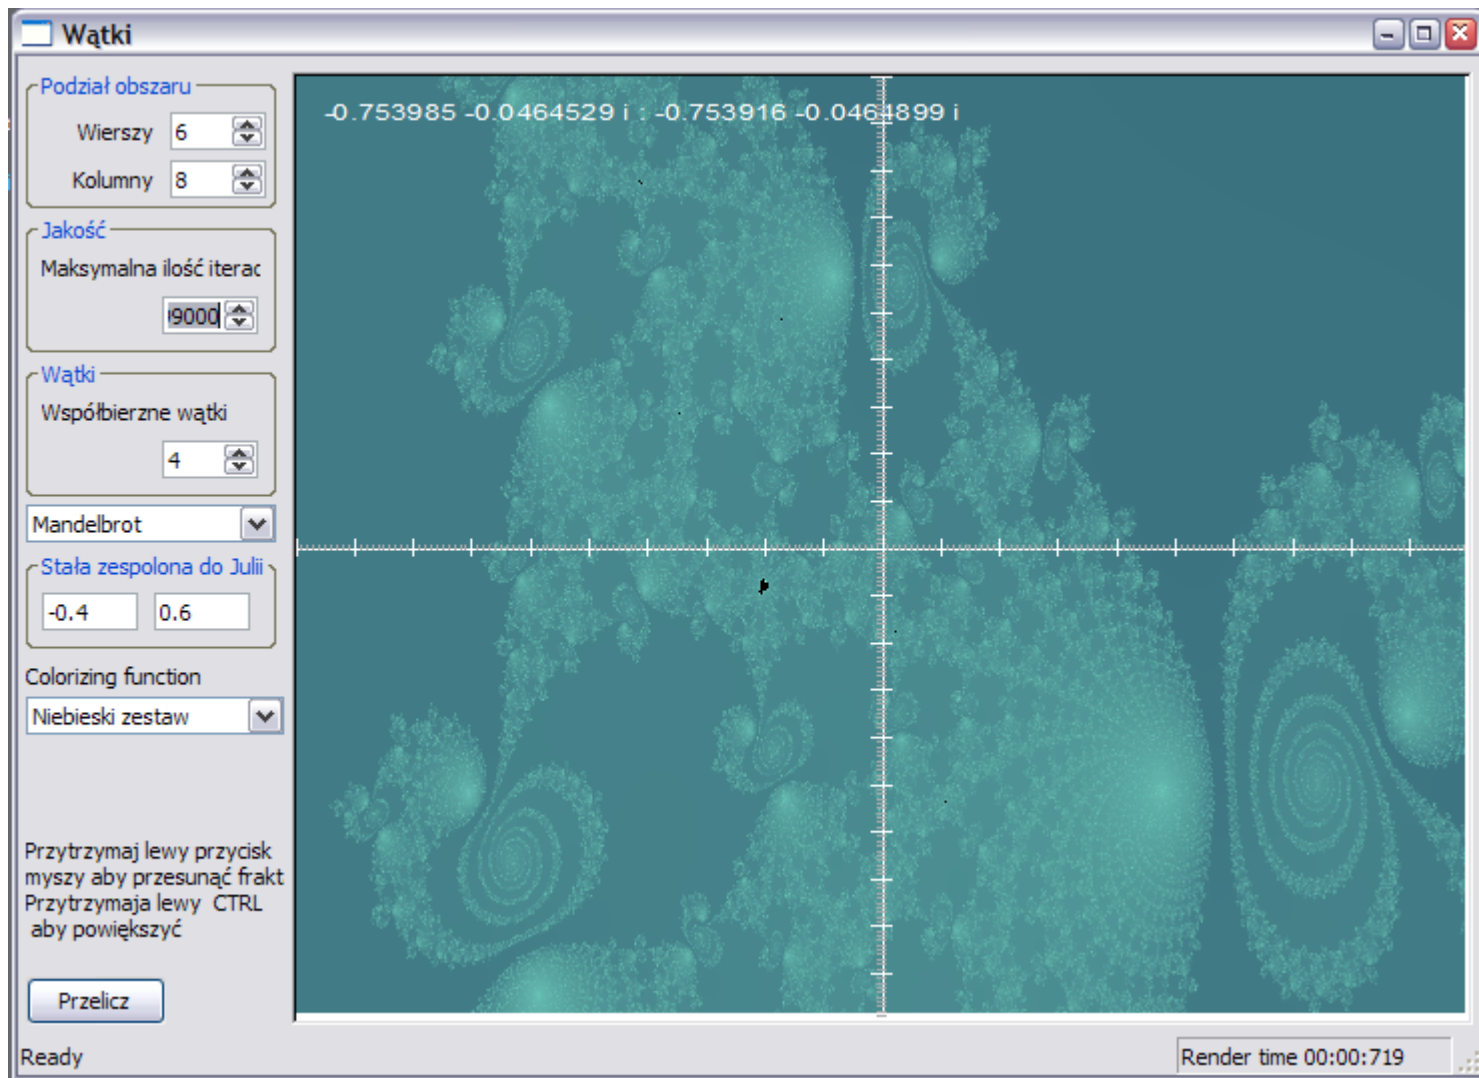 Wątki
Podział obszaru
Wierszy 6
Kolumny 8
Jakość
Maksymalna ilość iterac
9000
Wątki
Współbierzne wątki
4
Mandelbrot
Stała zespolona do Julii
-0.4 0.6
Colorizing function
Niebieski zestaw
Przytrzymaj lewy przycisk
myszy aby przesunąć frakt
Przytrzymaja lewy CTRL
aby powiększyć
Przelicz
-0.753985 -0.0464529 i : -0.753916 -0.0464899 i
Ready
Render time 00:00:719